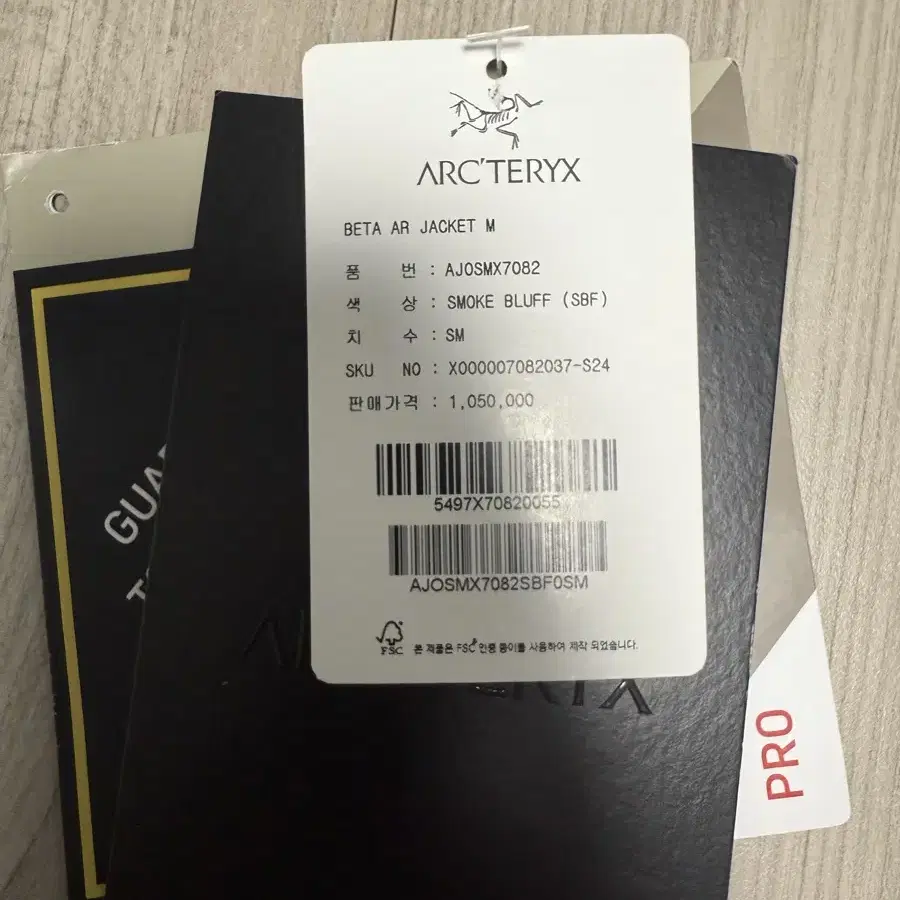 ARC'TERYX
BETA AR JACKET M
품 번 : AJOSMX7082
색 상 : SMOKE BLUFF (SBF)
치 수 : SM
SKU NO : X000007082037-S24
판매가격 : 1,050,000
5497X70820055
AJOSMX7082SBF0SM
FSC 본 제품은 FSC® 인증 종이를 사용하여 제작 되었습니다.
PRO